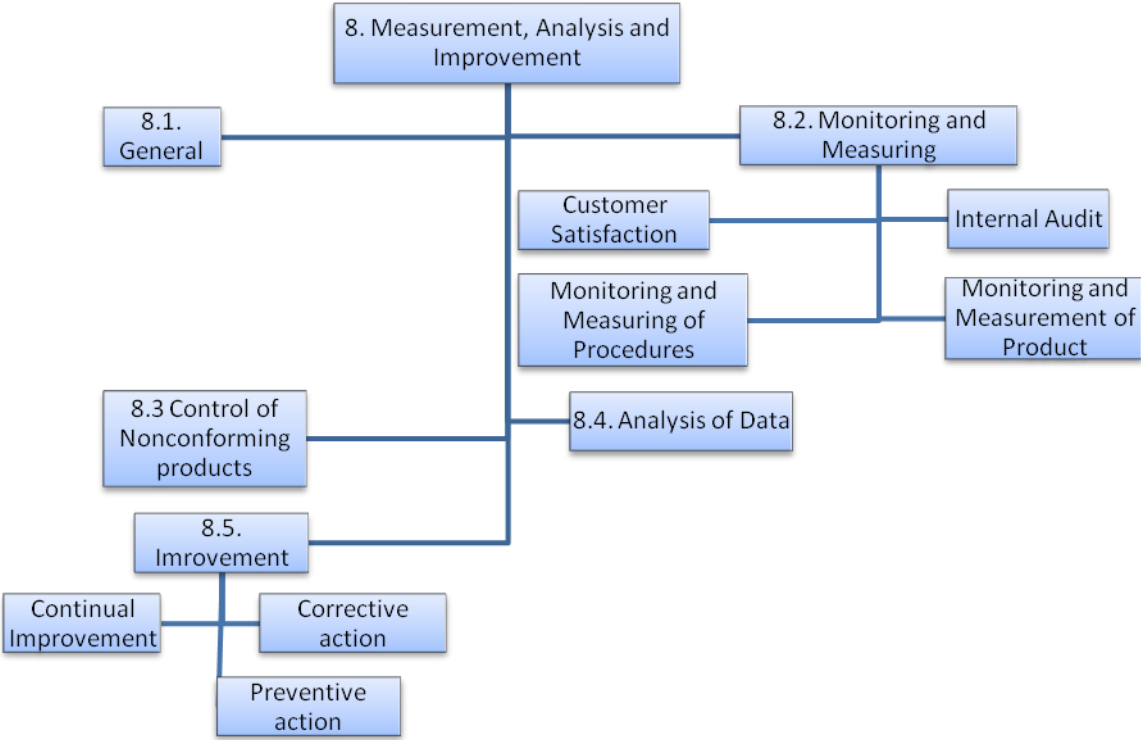 8. Measurement, Analysis and
Improvement
8.1.
General
8.2. Monitoring and
Measuring
Customer
Satisfaction
Internal Audit
Monitoring and
Measuring of
Procedures
Monitoring and
Measurement of
Product
8.3 Control of
Nonconforming
products
8.4. Analysis of Data
8.5.
Imrovement
Continual
Improvement
Corrective
action
Preventive
action